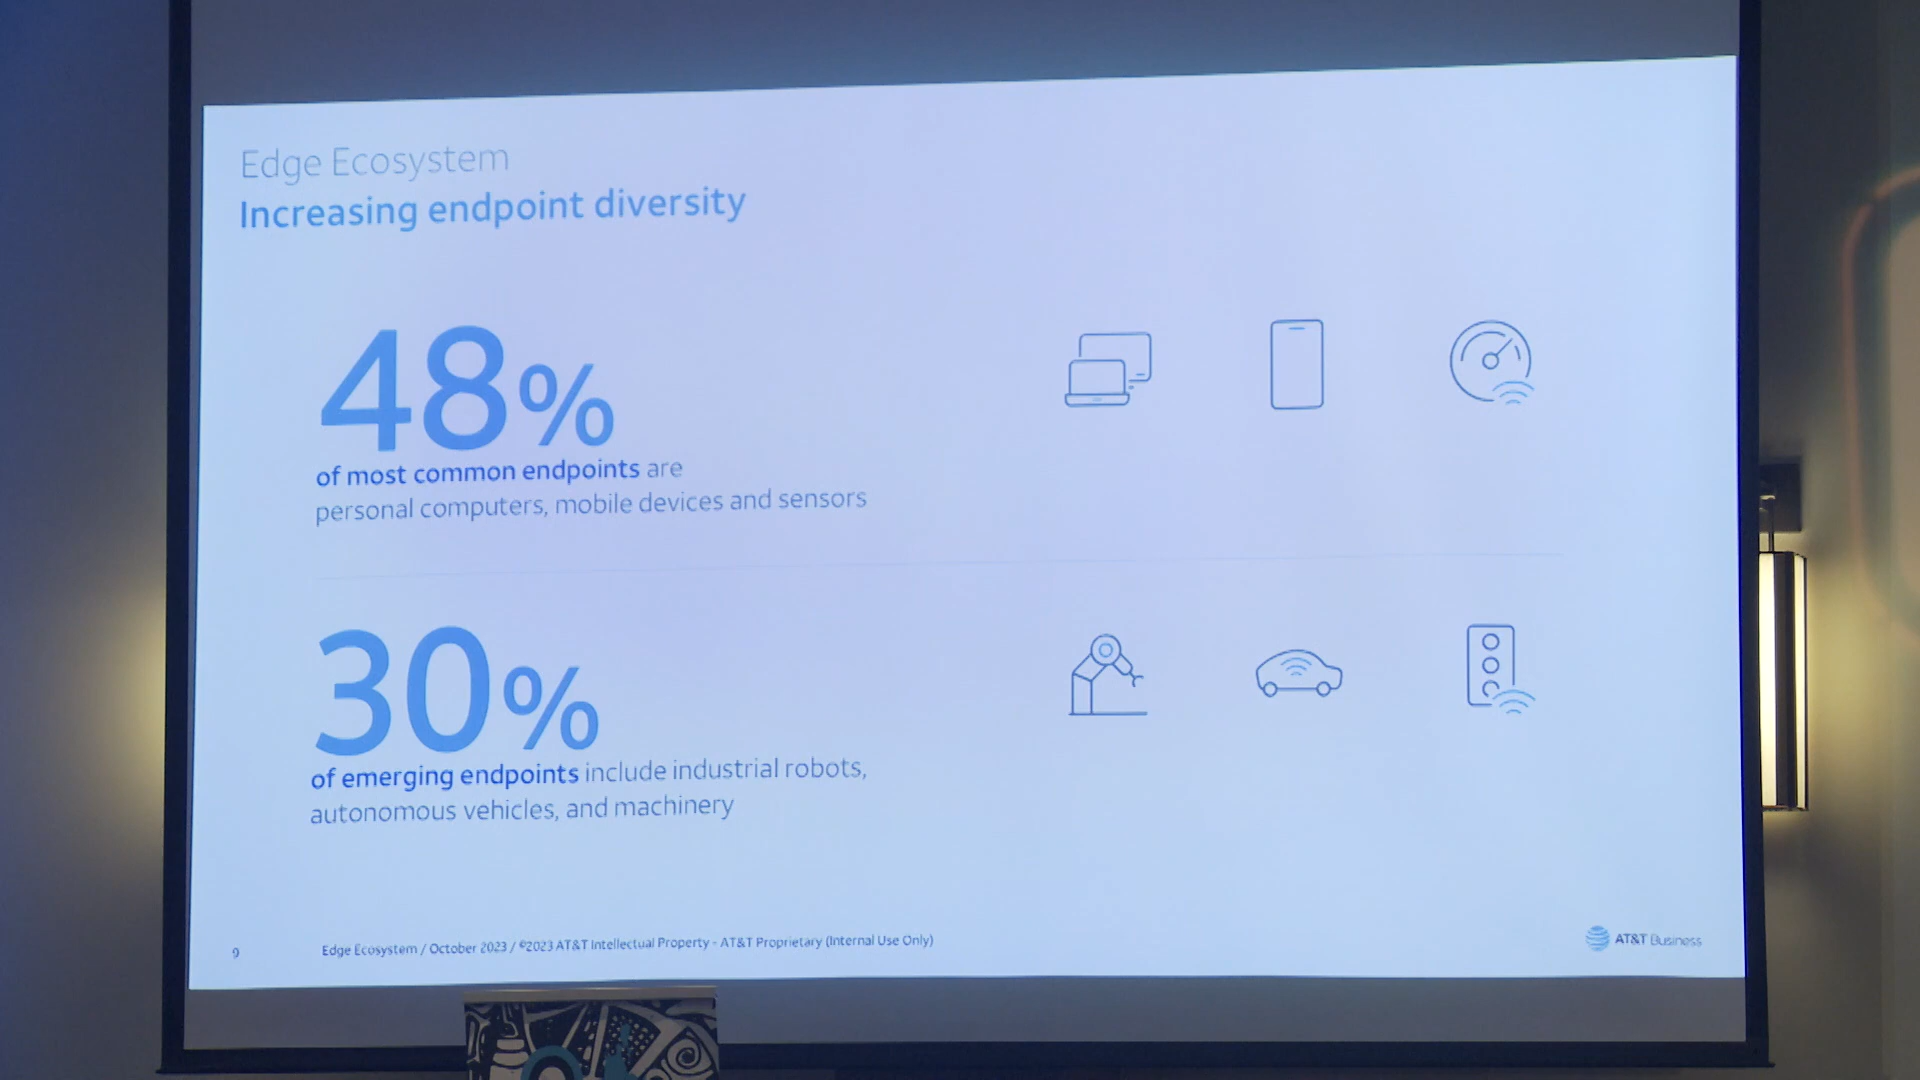 Edge Ecosystem
Increasing endpoint diversity
48%
of most common endpoints are
personal computers, mobile devices and sensors
30%
of emerging endpoints include industrial robots,
autonomous vehicles, and machinery
9
Edge Ecosystem / October 2023 / ©2023 AT&T Intellectual Property - AT&T Proprietary (Internal Use Only)
AT&T Business